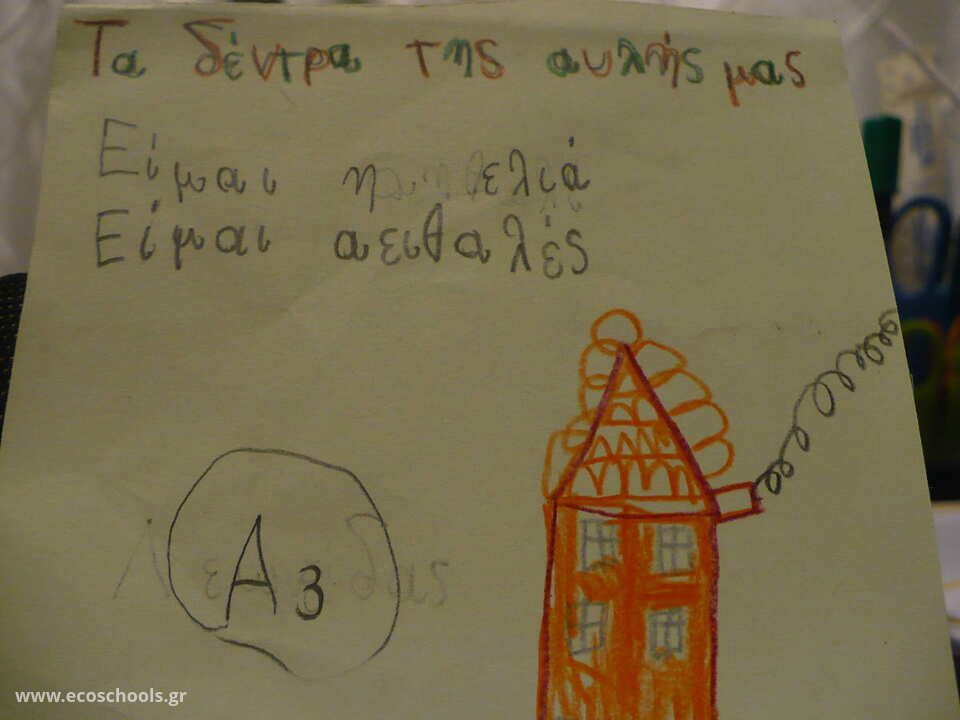 Τα δέντρα της αυλής μας
Είμαι η ελιά
Είμαι αειθαλές
Α3
www.ecoschools.gr